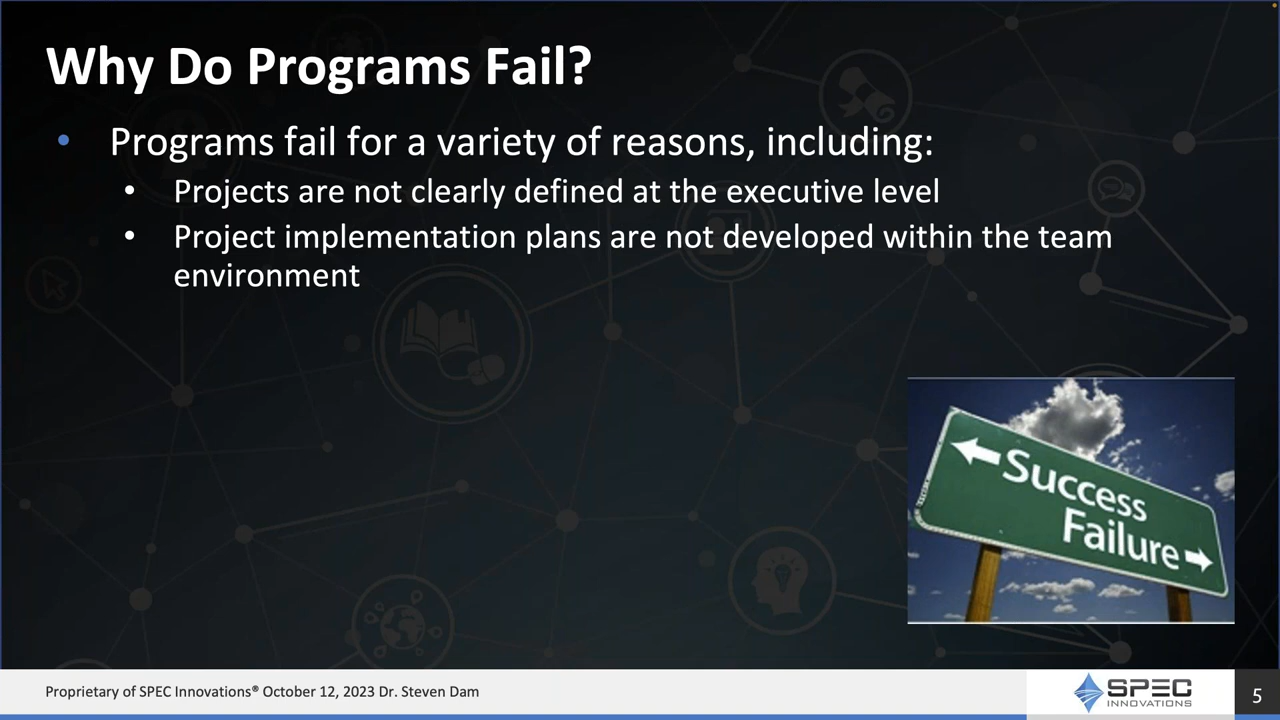 Why Do Programs Fail?
• Programs fail for a variety of reasons, including:
• Projects are not clearly defined at the executive level
• Project implementation plans are not developed within the team
environment
Success
Failure
Proprietary of SPEC Innovations® October 12, 2023 Dr. Steven Dam
SPEC
INNOVATIONS
5